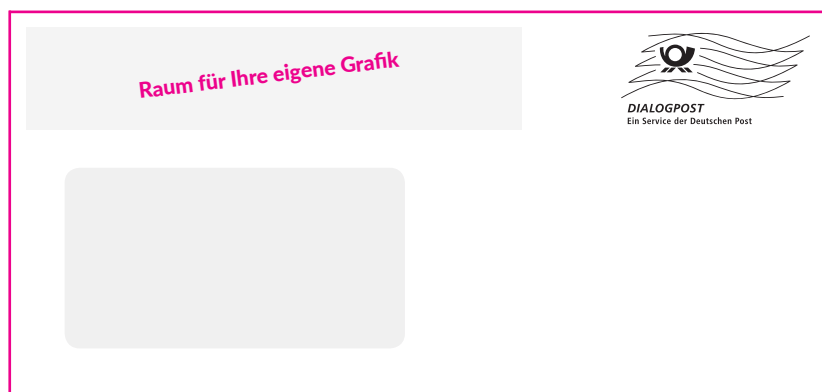 Raum für Ihre eigene Grafik
DIALOGPOST
Ein Service der Deutschen Post